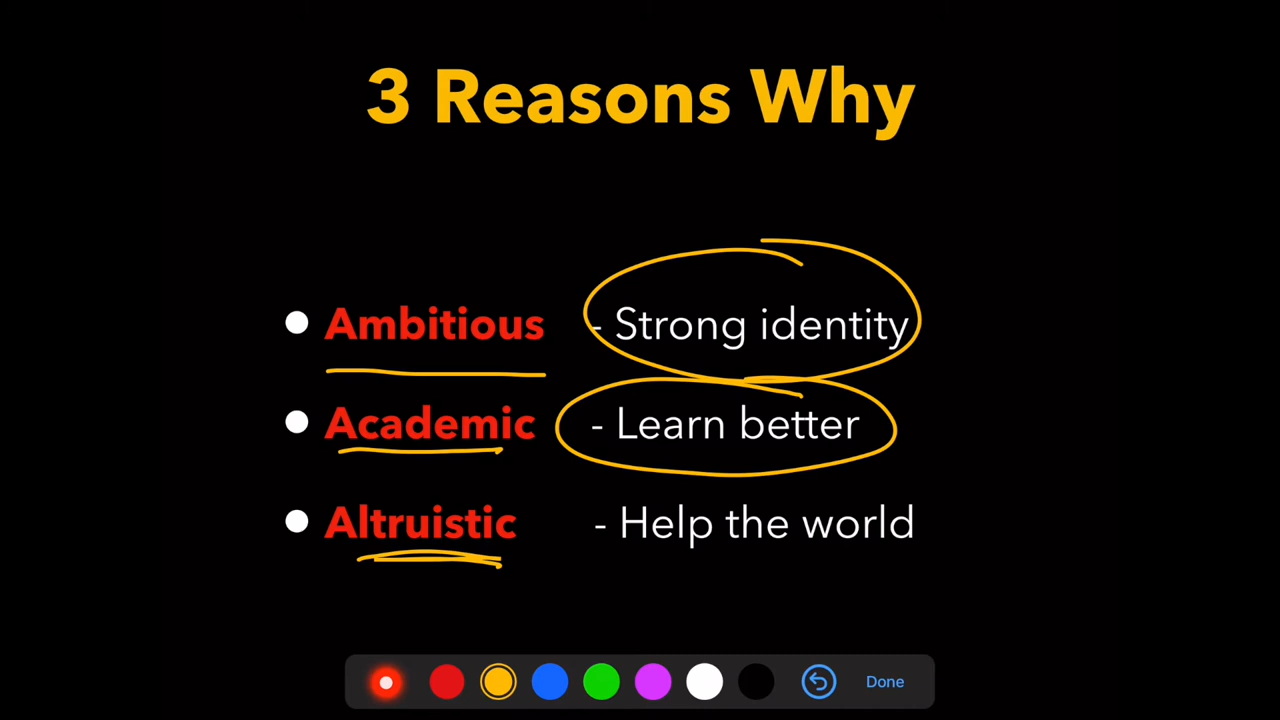 3 Reasons Why
Ambitious - Strong identity
Academic - Learn better
Altruistic - Help the world
Done